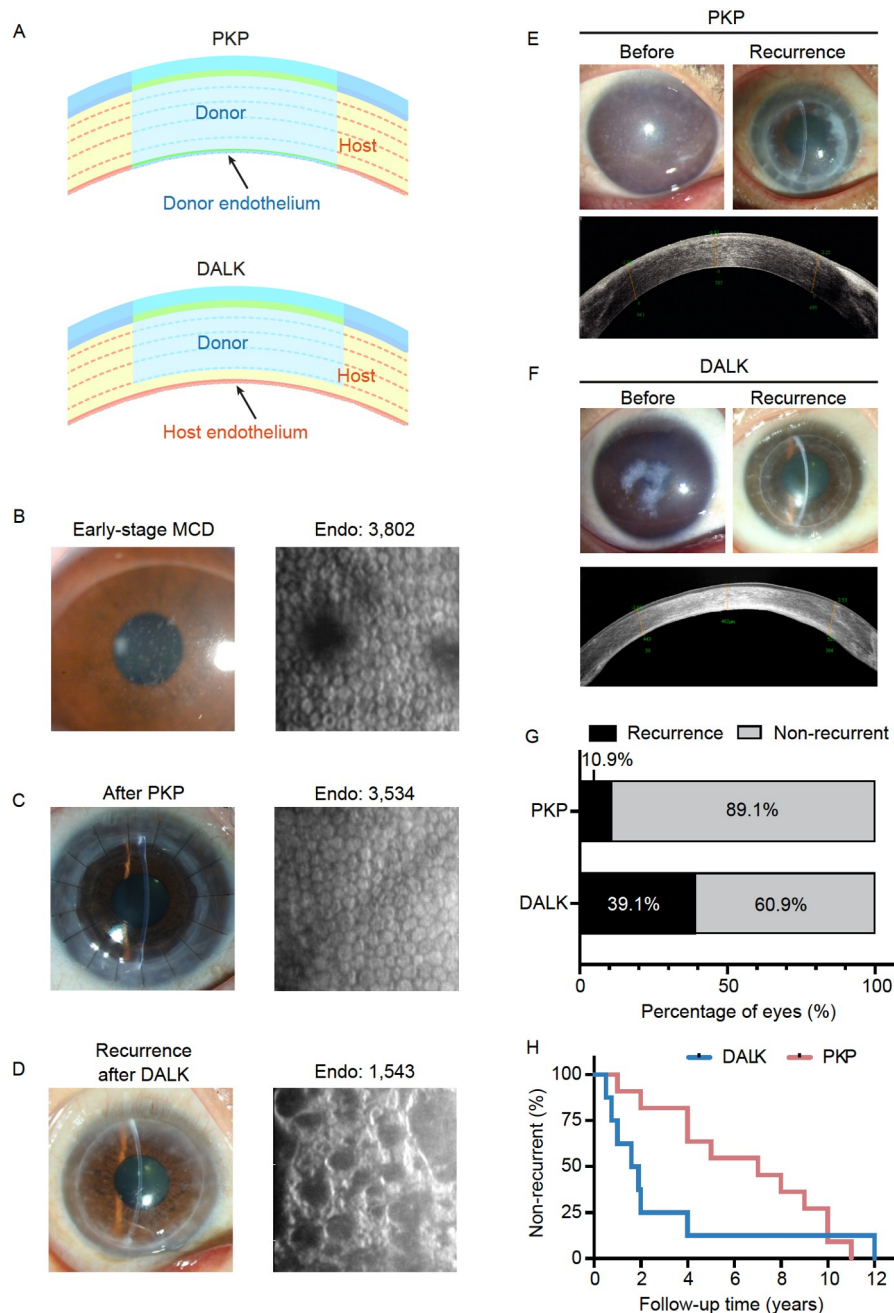 A
PKP
Donor
Host
Donor endothelium
DALK
Donor
Host
Host endothelium
B
Early-stage MCD
Endo: 3,802
C
After PKP
Endo: 3,534
D
Recurrence
after DALK
Endo: 1,543
E
PKP
Before
Recurrence
F
DALK
Before
Recurrence
G
Recurrence
Non-recurrent
10.9%
PKP
89.1%
DALK
39.1%
60.9%
0
50
100
Percentage of eyes (%)
H
DALK
PKP
Non-recurrent (%)
100
75
50
25
0
0
2
4
6
8
10
12
Follow-up time (years)